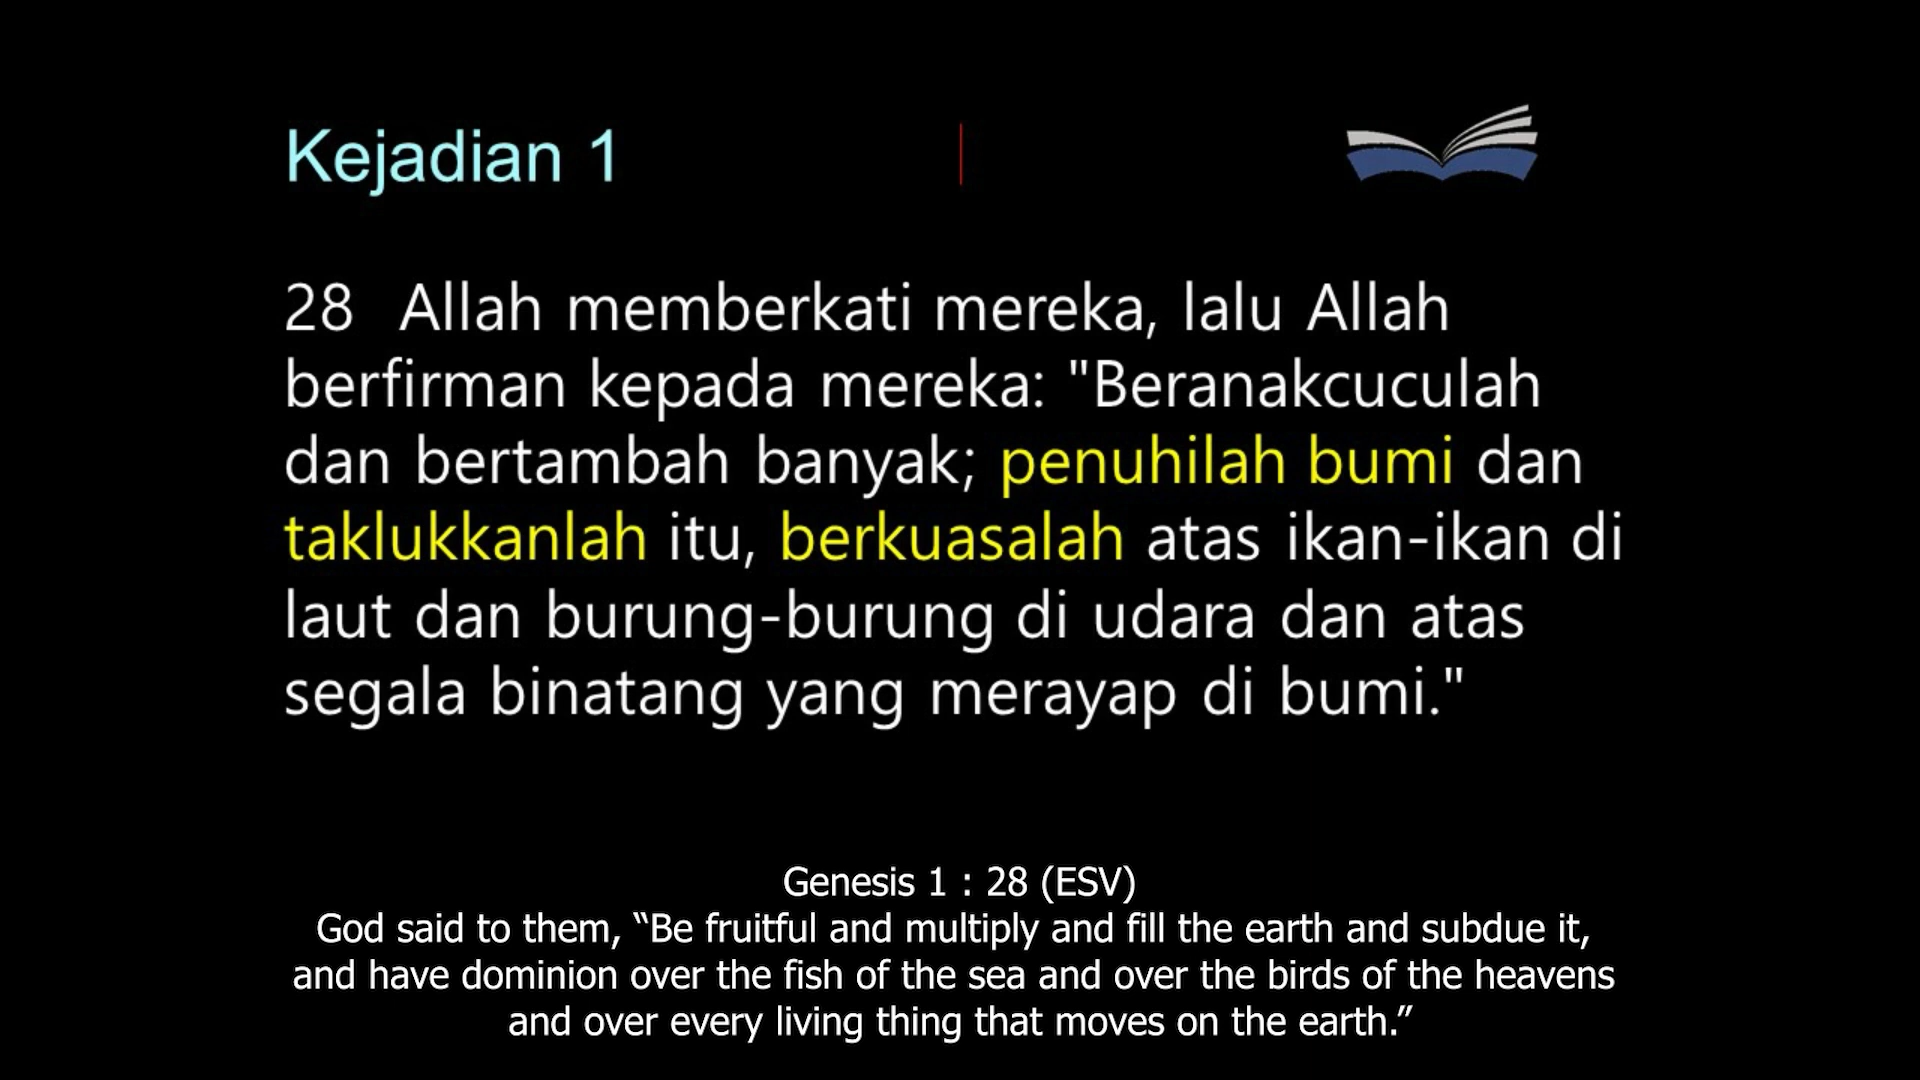 Kejadian 1
28 Allah memberkati mereka, lalu Allah
berfirman kepada mereka: "Beranakcuculah
dan bertambah banyak; penuhilah bumi dan
taklukkanlah itu, berkuasalah atas ikan-ikan di
laut dan burung-burung di udara dan atas
segala binatang yang merayap di bumi."
Genesis 1 : 28 (ESV)
God said to them, “Be fruitful and multiply and fill the earth and subdue it,
and have dominion over the fish of the sea and over the birds of the heavens
and over every living thing that moves on the earth.”